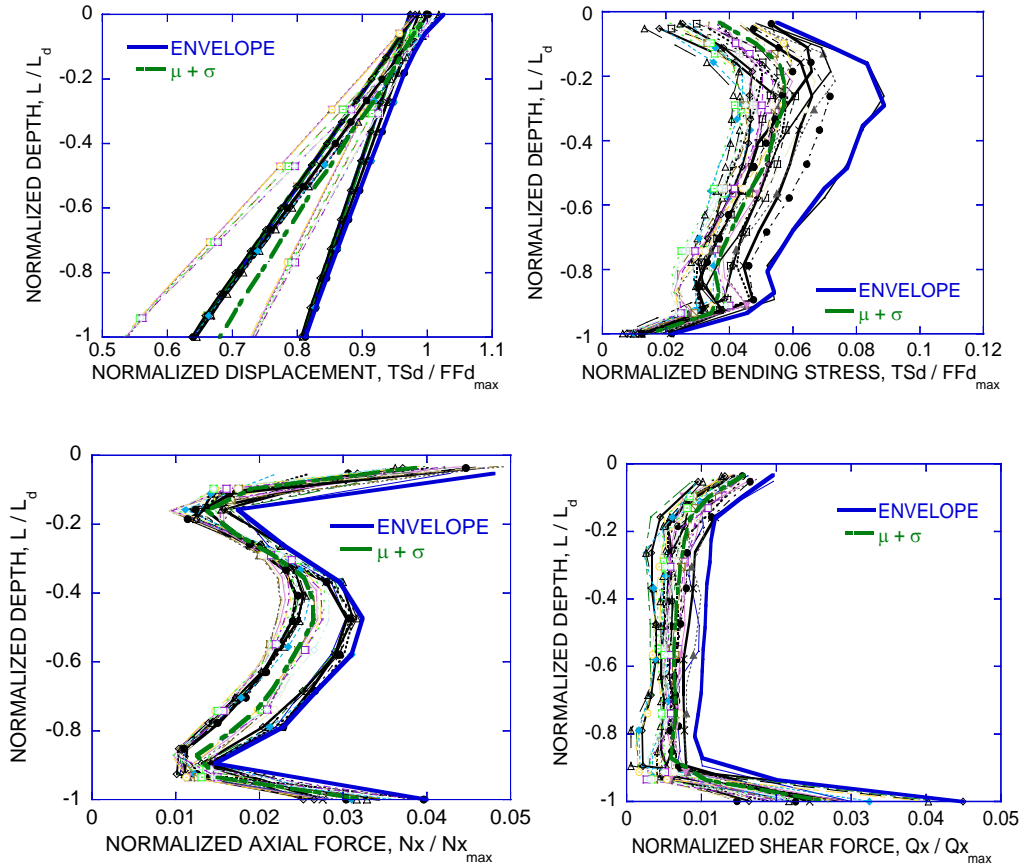 0
-0.2
-0.4
-0.6
-0.8
-1
NORMALIZED DEPTH, L / Ld
ENVELOPE
μ + σ
0.5 0.6 0.7 0.8 0.9 1 1.1
NORMALIZED DISPLACEMENT, TSd / FFdmax
0
-0.2
-0.4
-0.6
-0.8
-1
NORMALIZED DEPTH, L / Ld
ENVELOPE
μ + σ
0 0.02 0.04 0.06 0.08 0.1 0.12
NORMALIZED BENDING STRESS, TSd / FFdmax
0
-0.2
-0.4
-0.6
-0.8
-1
NORMALIZED DEPTH, L / Ld
ENVELOPE
μ + σ
0 0.01 0.02 0.03 0.04 0.05
NORMALIZED AXIAL FORCE, Nx / Nxmax
0
-0.2
-0.4
-0.6
-0.8
-1
NORMALIZED DEPTH, L / Ld
ENVELOPE
μ + σ
0 0.01 0.02 0.03 0.04 0.05
NORMALIZED SHEAR FORCE, Qx / Qxmax